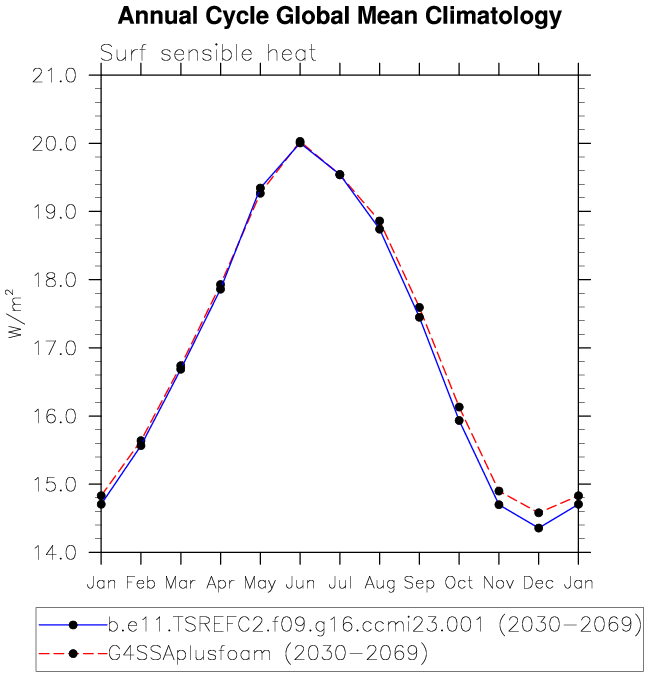 Annual Cycle Global Mean Climatology
Surf sensible heat
21.0
20.0
19.0
18.0
17.0
16.0
15.0
14.0
W/m²
Jan Feb Mar Apr May Jun Jul Aug Sep Oct Nov Dec Jan
b.e11.TSREFC2.f09.g16.ccmi23.001 (2030-2069)
G4SSAplusfoam (2030-2069)